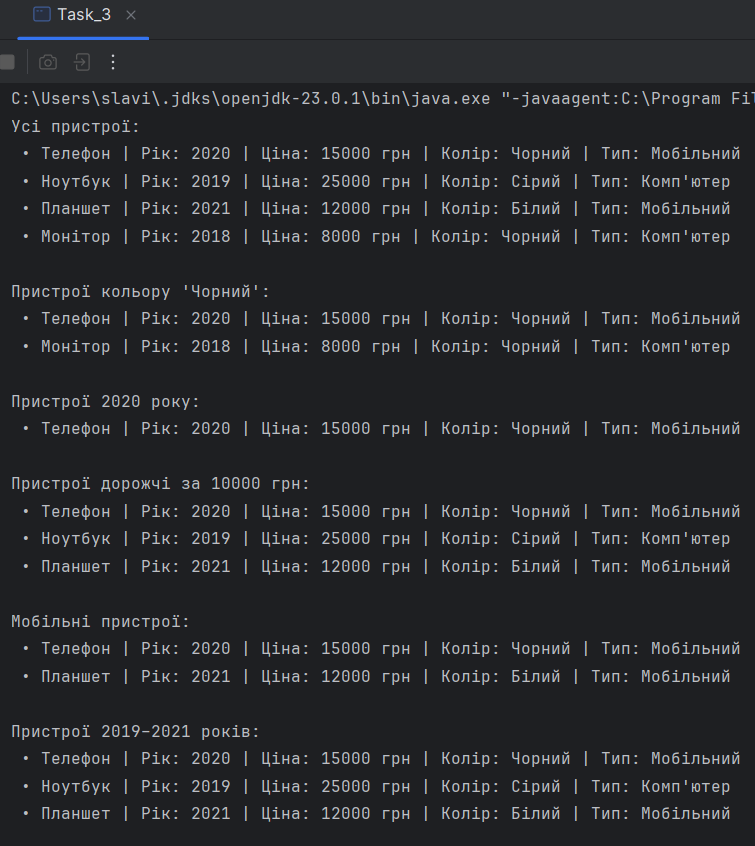 Task_3
C:\Users\slavi\.jdks\openjdk-23.0.1\bin\java.exe "-javaagent:C:\Program Fil
Усі пристрої:
• Телефон | Рік: 2020 | Ціна: 15000 грн | Колір: Чорний | Тип: Мобільний
• Ноутбук | Рік: 2019 | Ціна: 25000 грн | Колір: Сірий | Тип: Комп'ютер
• Планшет | Рік: 2021 | Ціна: 12000 грн | Колір: Білий | Тип: Мобільний
• Монітор | Рік: 2018 | Ціна: 8000 грн | Колір: Чорний | Тип: Комп'ютер
Пристрої кольору 'Чорний':
• Телефон | Рік: 2020 | Ціна: 15000 грн | Колір: Чорний | Тип: Мобільний
• Монітор | Рік: 2018 | Ціна: 8000 грн | Колір: Чорний | Тип: Комп'ютер
Пристрої 2020 року:
• Телефон | Рік: 2020 | Ціна: 15000 грн | Колір: Чорний | Тип: Мобільний
Пристрої дорожчі за 10000 грн:
• Телефон | Рік: 2020 | Ціна: 15000 грн | Колір: Чорний | Тип: Мобільний
• Ноутбук | Рік: 2019 | Ціна: 25000 грн | Колір: Сірий | Тип: Комп'ютер
• Планшет | Рік: 2021 | Ціна: 12000 грн | Колір: Білий | Тип: Мобільний
Мобільні пристрої:
• Телефон | Рік: 2020 | Ціна: 15000 грн | Колір: Чорний | Тип: Мобільний
• Планшет | Рік: 2021 | Ціна: 12000 грн | Колір: Білий | Тип: Мобільний
Пристрої 2019–2021 років:
• Телефон | Рік: 2020 | Ціна: 15000 грн | Колір: Чорний | Тип: Мобільний
• Ноутбук | Рік: 2019 | Ціна: 25000 грн | Колір: Сірий | Тип: Комп'ютер
• Планшет | Рік: 2021 | Ціна: 12000 грн | Колір: Білий | Тип: Мобільний